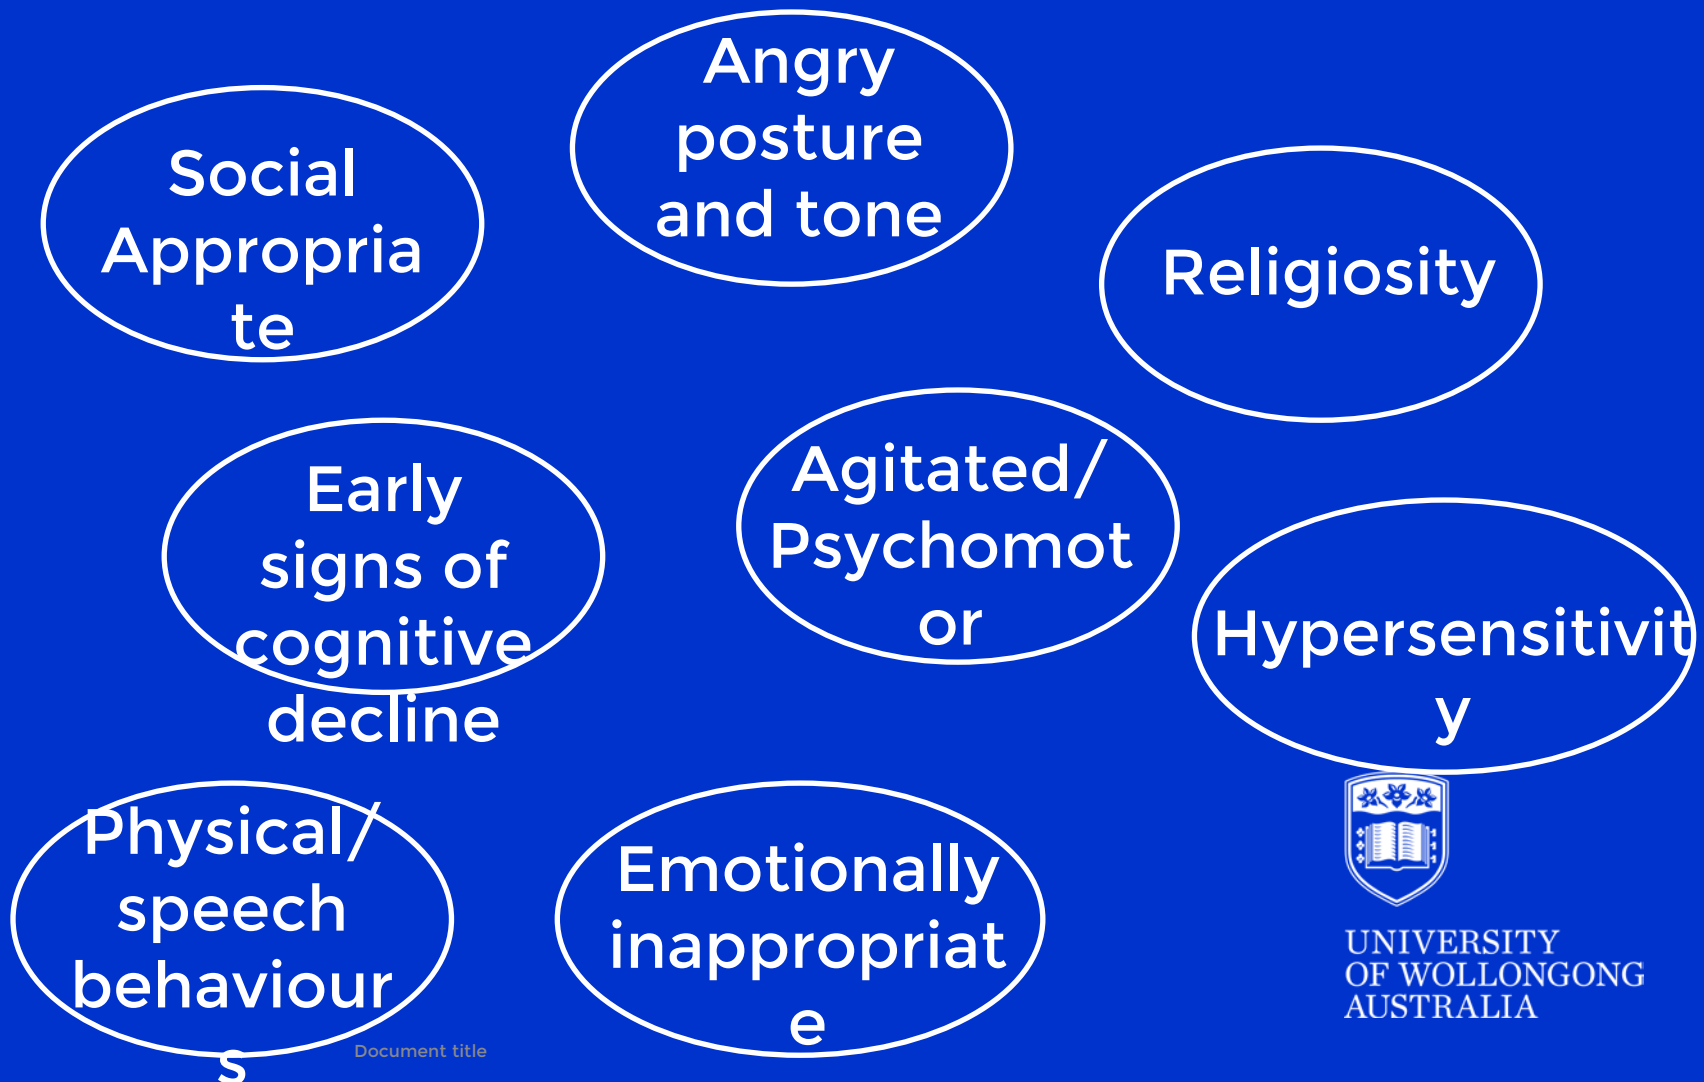 Angry
posture
and tone
Social
Appropria
te
Religiosity
Early
signs of
cognitive
decline
Agitated/
Psychomot
or
Hypersensitivit
y
Physical/
speech
behaviour
s
Emotionally
inappropriat
e
UNIVERSITY
OF WOLLONGONG
AUSTRALIA
Document title